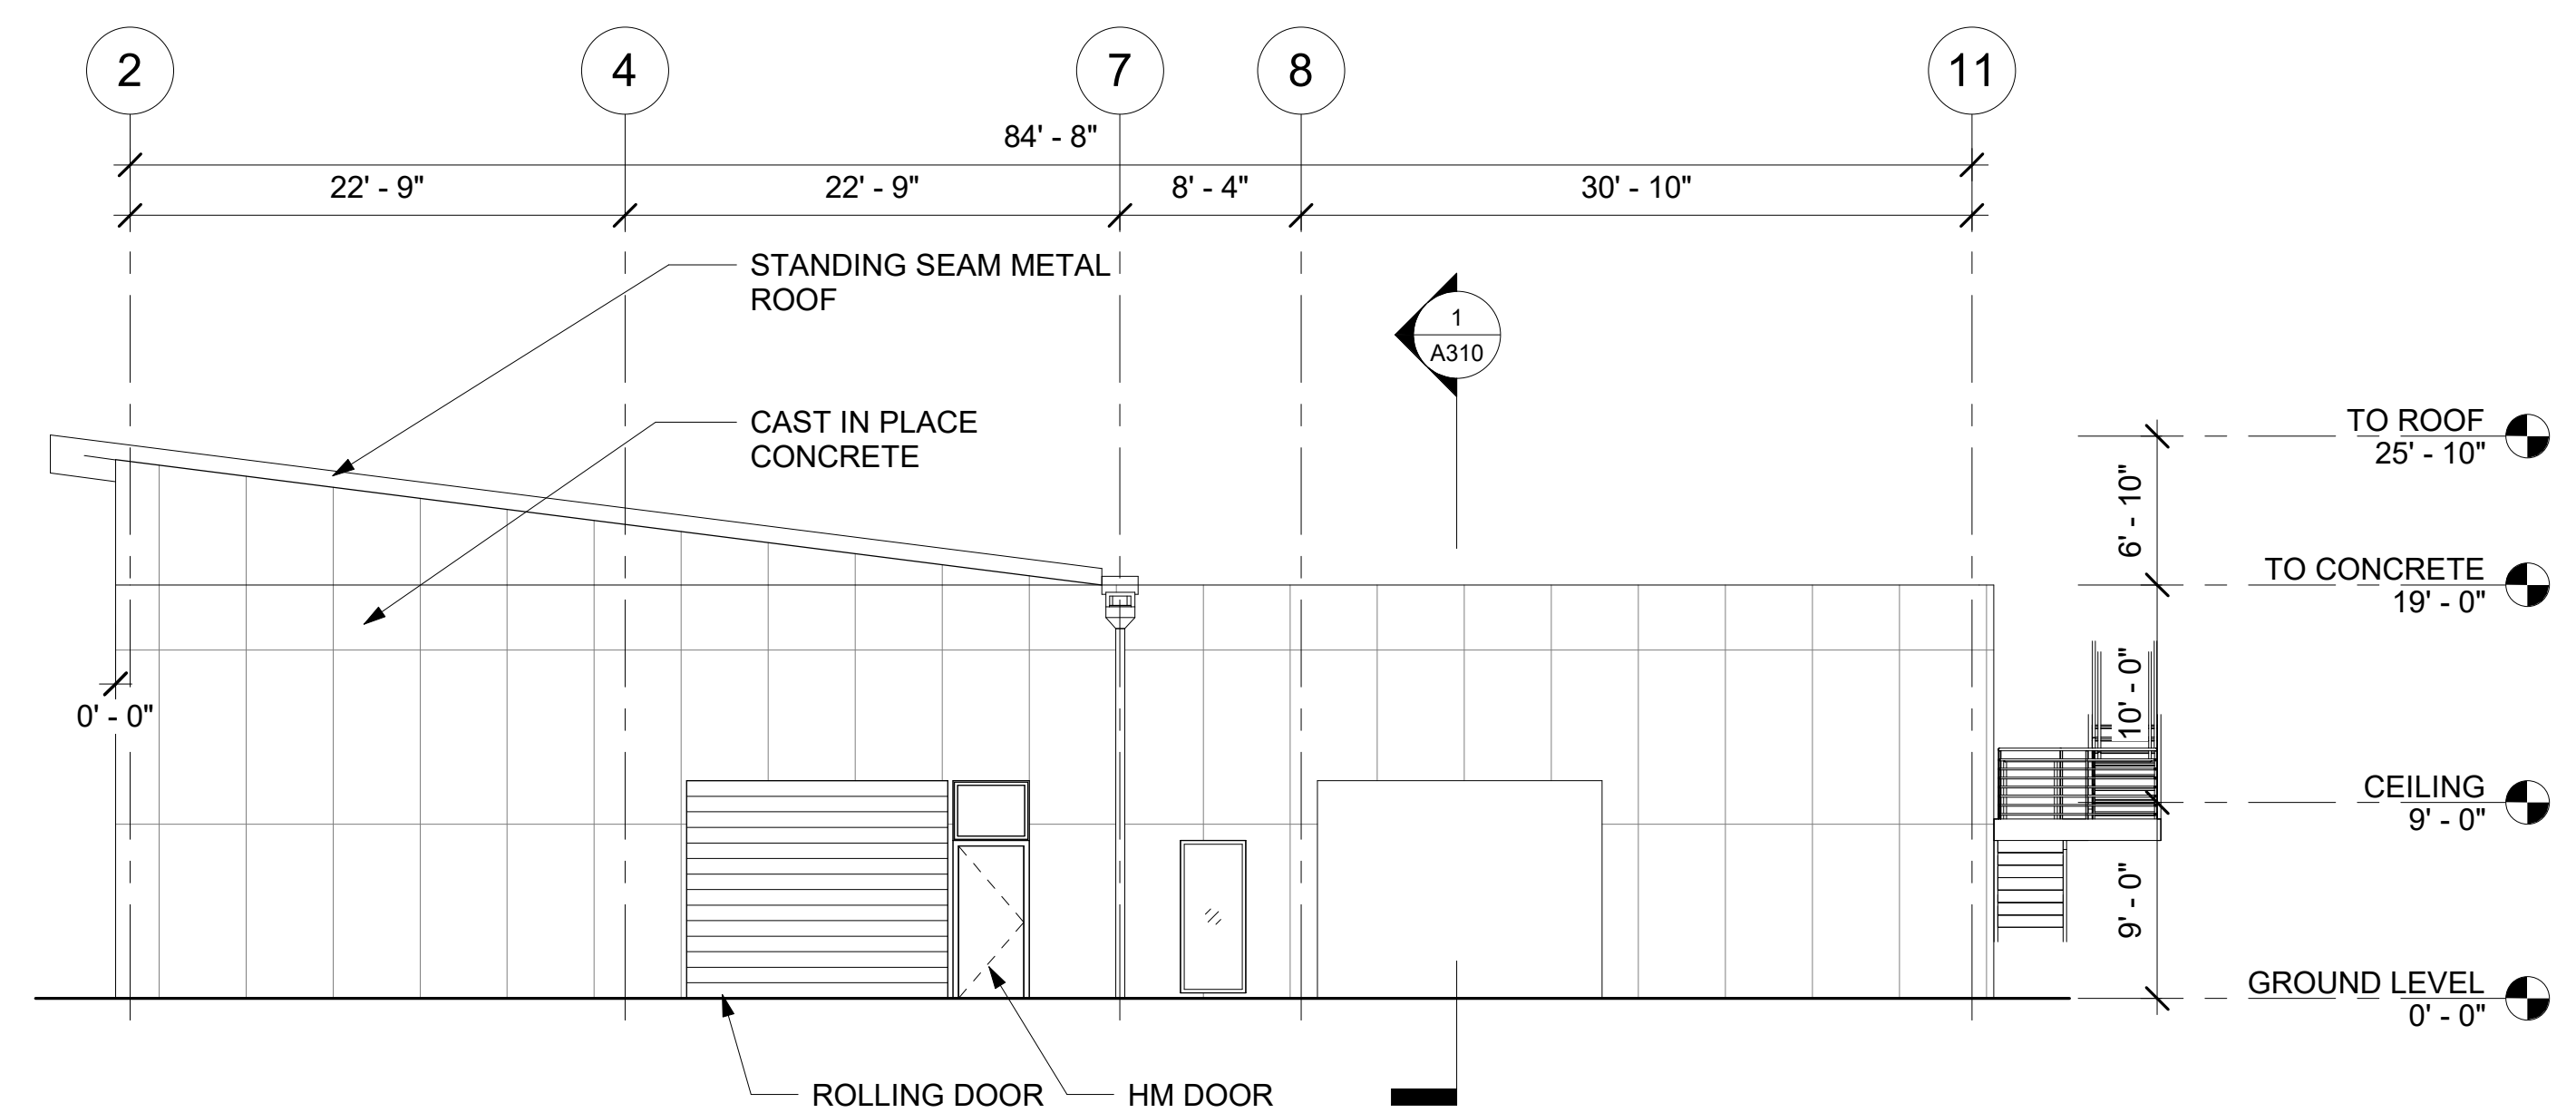 2 4 7 8 11
84' - 8"
22' - 9" 22' - 9" 8' - 4" 30' - 10"
STANDING SEAM METAL
ROOF
1
A310
CAST IN PLACE
CONCRETE
TO ROOF
25' - 10"
6' - 10"
TO CONCRETE
19' - 0"
10' - 0"
0' - 0"
CEILING
9' - 0"
9' - 0"
GROUND LEVEL
0' - 0"
ROLLING DOOR HM DOOR